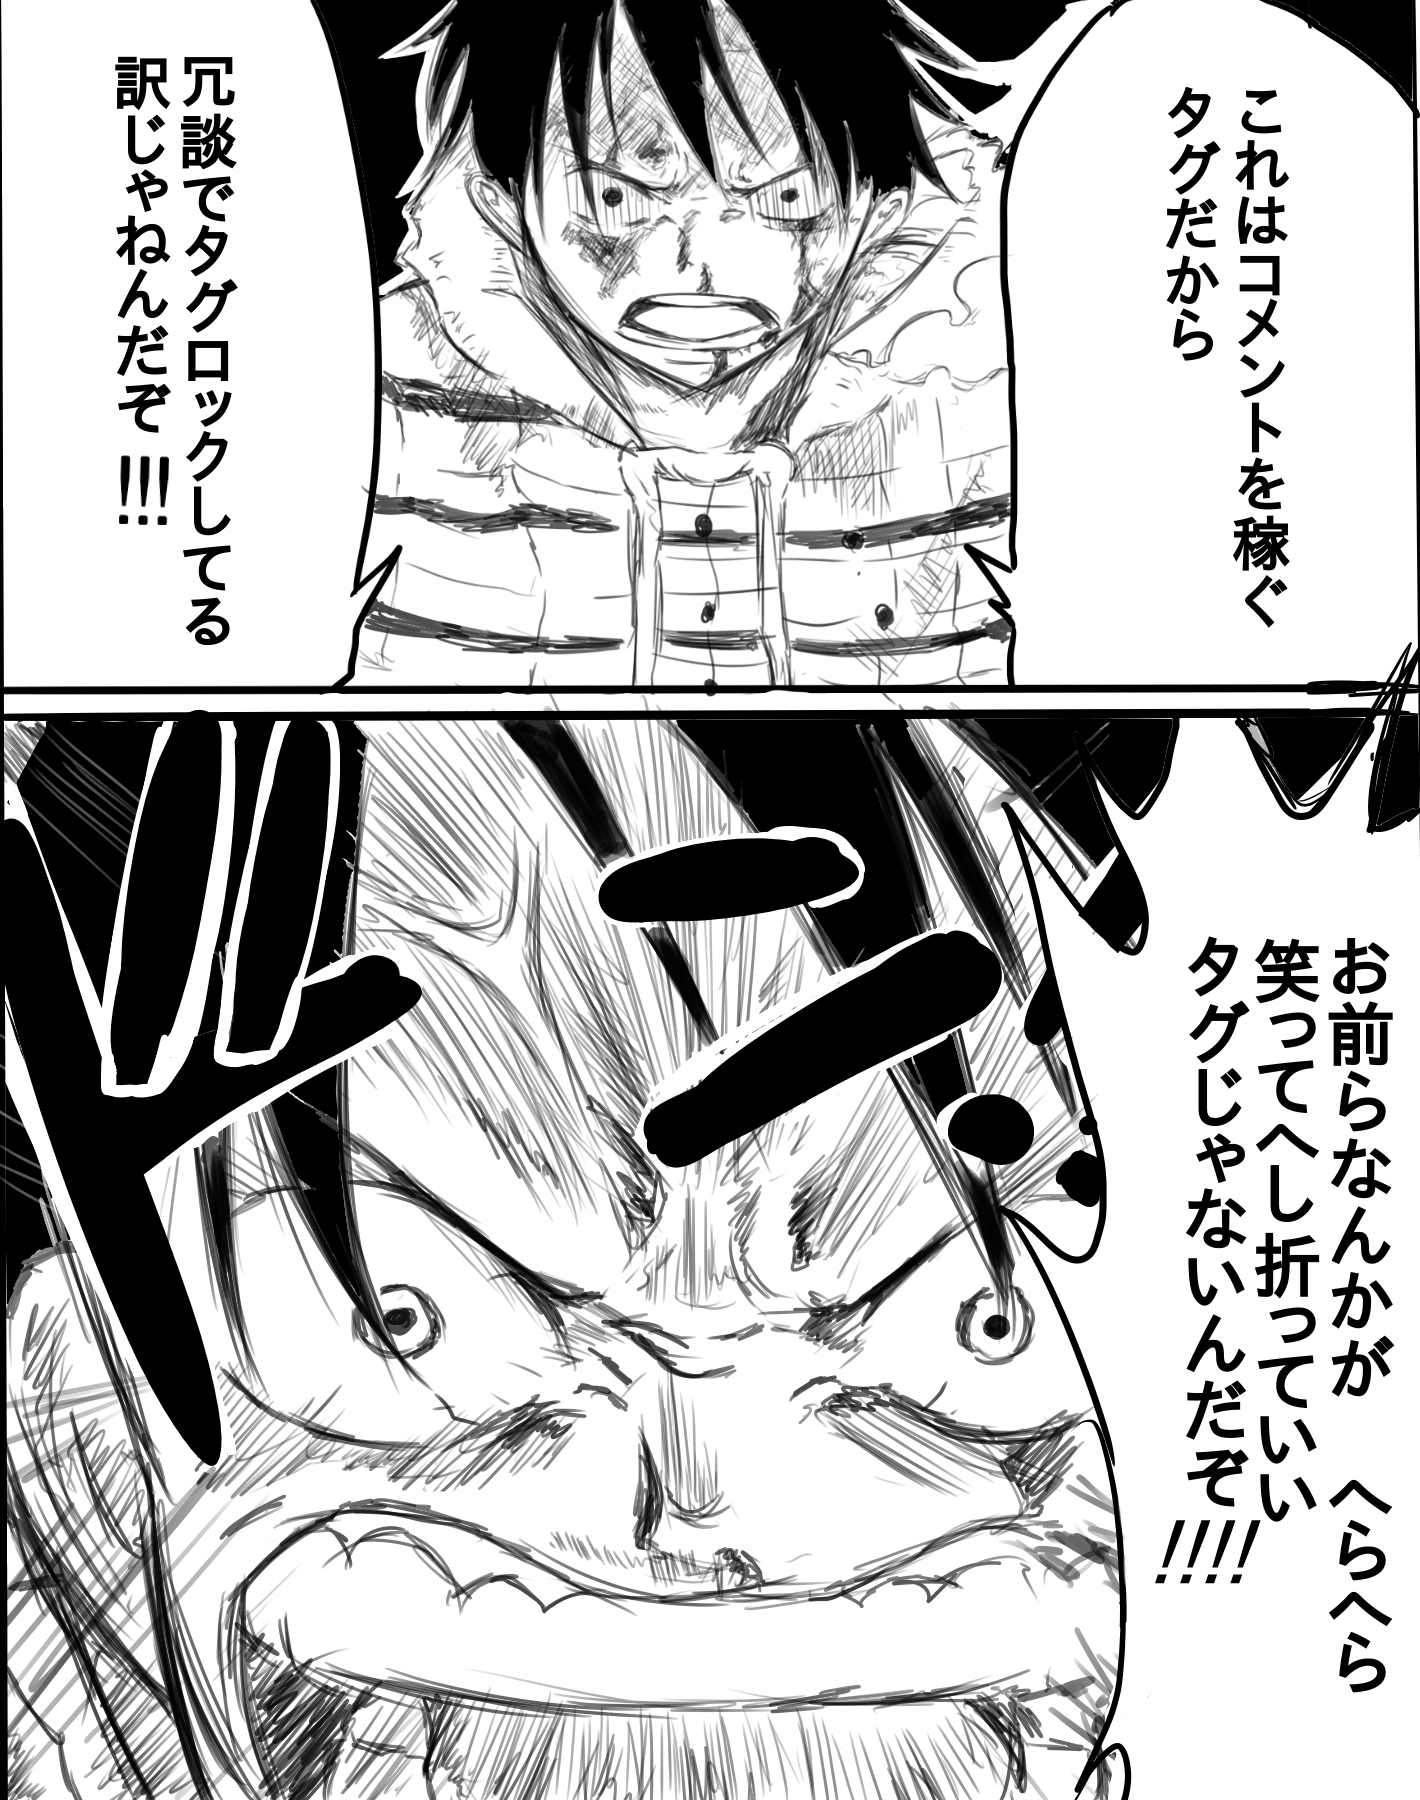 これはコメントを稼ぐ
タグだから
冗談でタグロックしてる
訳じゃねんだぞ!!!
お前らなんかが　へらへら
笑ってへし折っていい
タグじゃないんだぞ!!!!
ドン